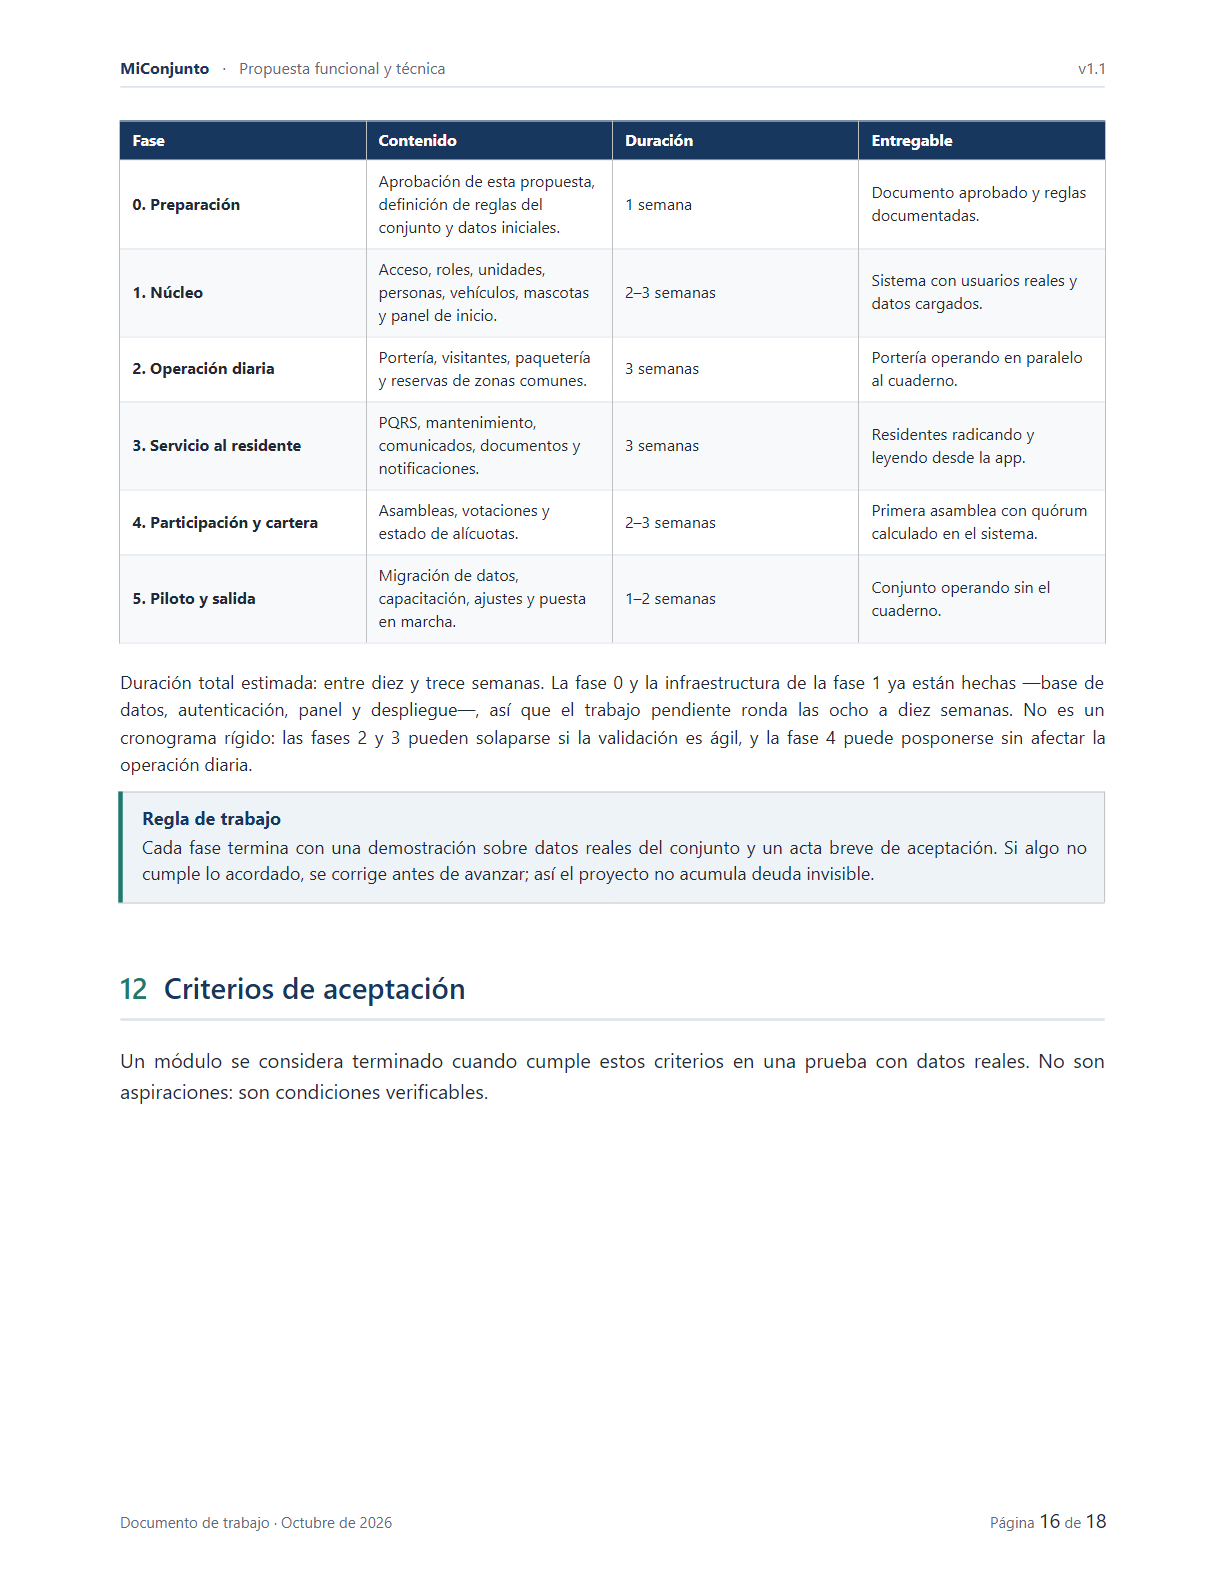 MiConjunto · Propuesta funcional y técnica v1.1
Fase Contenido Duración Entregable
0. Preparación
Aprobación de esta propuesta,
definición de reglas del
conjunto y datos iniciales.
1 semana
Documento aprobado y reglas
documentadas.
1. Núcleo
Acceso, roles, unidades,
personas, vehículos, mascotas
y panel de inicio.
2–3 semanas
Sistema con usuarios reales y
datos cargados.
2. Operación diaria
Portería, visitantes, paquetería
y reservas de zonas comunes.
3 semanas
Portería operando en paralelo
al cuaderno.
3. Servicio al residente
PQRS, mantenimiento,
comunicados, documentos y
notificaciones.
3 semanas
Residentes radicando y
leyendo desde la app.
4. Participación y cartera
Asambleas, votaciones y
estado de alícuotas.
2–3 semanas
Primera asamblea con quórum
calculado en el sistema.
5. Piloto y salida
Migración de datos,
capacitación, ajustes y puesta
en marcha.
1–2 semanas
Conjunto operando sin el
cuaderno.
Duración total estimada: entre diez y trece semanas. La fase 0 y la infraestructura de la fase 1 ya están hechas —base de
datos, autenticación, panel y despliegue—, así que el trabajo pendiente ronda las ocho a diez semanas. No es un
cronograma rígido: las fases 2 y 3 pueden solaparse si la validación es ágil, y la fase 4 puede posponerse sin afectar la
operación diaria.
Regla de trabajo
Cada fase termina con una demostración sobre datos reales del conjunto y un acta breve de aceptación. Si algo no
cumple lo acordado, se corrige antes de avanzar; así el proyecto no acumula deuda invisible.
12 Criterios de aceptación
Un módulo se considera terminado cuando cumple estos criterios en una prueba con datos reales. No son
aspiraciones: son condiciones verificables.
Documento de trabajo · Octubre de 2026 Página 16 de 18